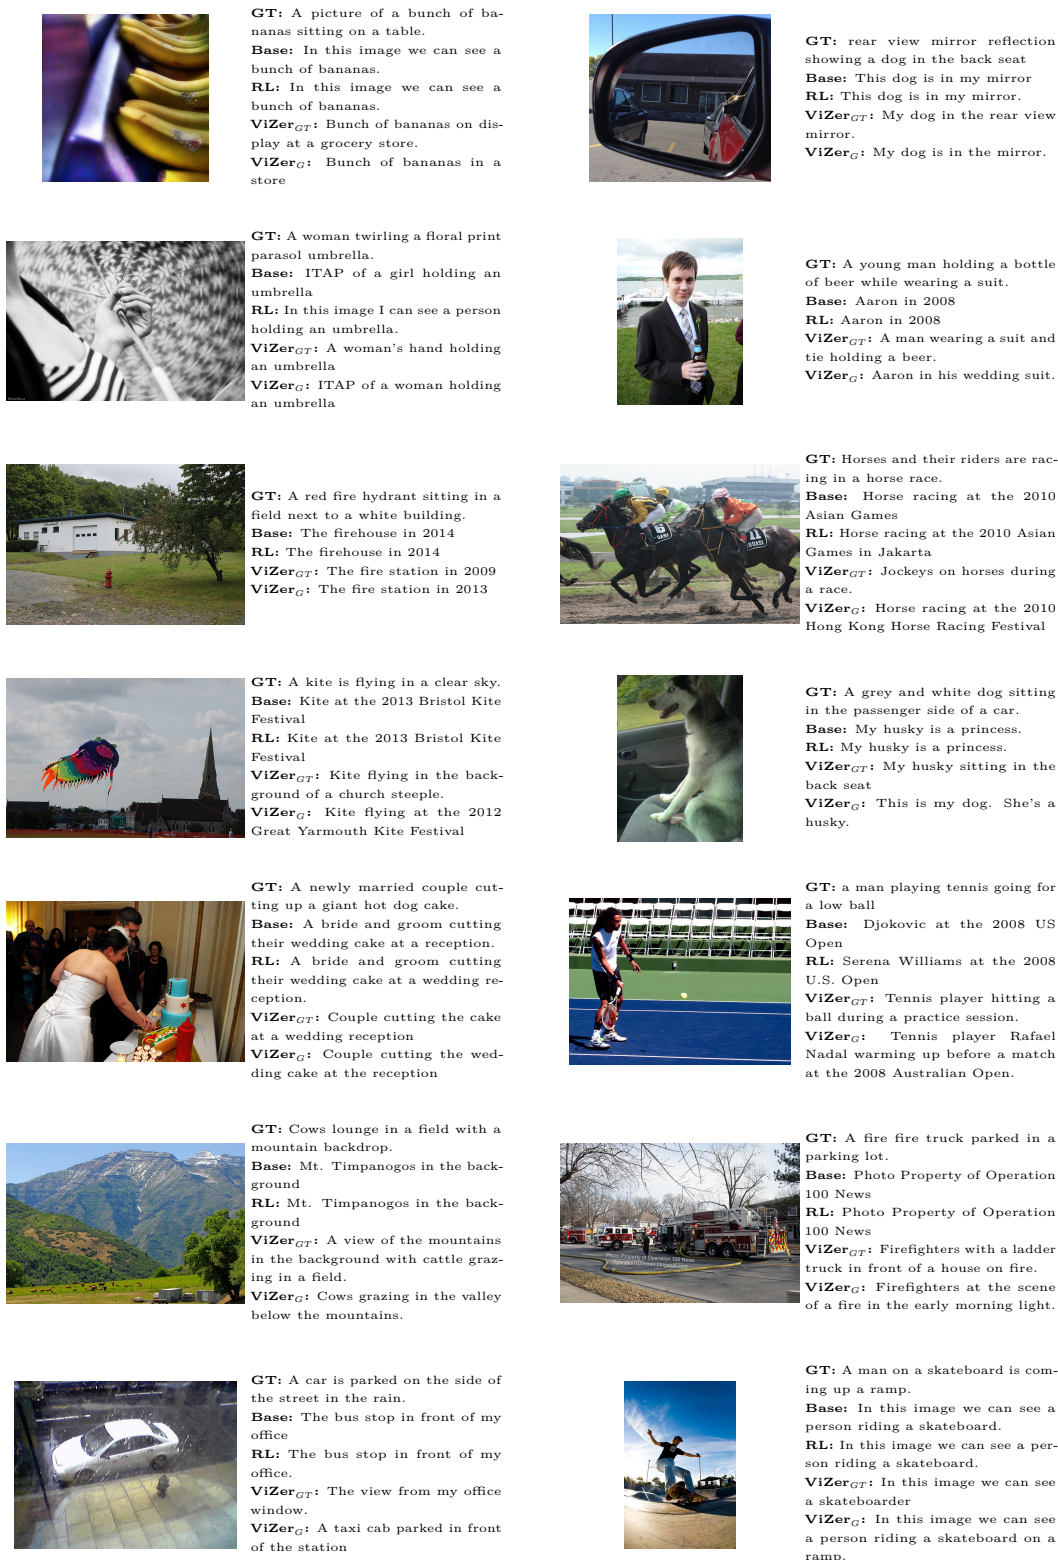 GT: A picture of a bunch of ba-
nanas sitting on a table.
Base: In this image we can see a
bunch of bananas.
RL: In this image we can see a
bunch of bananas.
ViZerGT: Bunch of bananas on dis-
play at a grocery store.
ViZerG: Bunch of bananas in a
store
GT: rear view mirror reflection
showing a dog in the back seat
Base: This dog is in my mirror
RL: This dog is in my mirror.
ViZerGT: My dog in the rear view
mirror.
ViZerG: My dog is in the mirror.
GT: A woman twirling a floral print
parasol umbrella.
Base: ITAP of a girl holding an
umbrella
RL: In this image I can see a person
holding an umbrella.
ViZerGT: A woman's hand holding
an umbrella
ViZerG: ITAP of a woman holding
an umbrella
GT: A young man holding a bottle
of beer while wearing a suit.
Base: Aaron in 2008
RL: Aaron in 2008
ViZerGT: A man wearing a suit and
tie holding a beer.
ViZerG: Aaron in his wedding suit.
GT: A red fire hydrant sitting in a
field next to a white building.
Base: The firehouse in 2014
RL: The firehouse in 2014
ViZerGT: The fire station in 2009
ViZerG: The fire station in 2013
6
11
GT: Horses and their riders are rac-
ing in a horse race.
Base: Horse racing at the 2010
Asian Games
RL: Horse racing at the 2010 Asian
Games in Jakarta
ViZerGT: Jockeys on horses during
a race.
ViZerG: Horse racing at the 2010
Hong Kong Horse Racing Festival
GT: A kite is flying in a clear sky.
Base: Kite at the 2013 Bristol Kite
Festival
RL: Kite at the 2013 Bristol Kite
Festival
ViZerGT: Kite flying in the back-
ground of a church steeple.
ViZerG: Kite flying at the 2012
Great Yarmouth Kite Festival
GT: A grey and white dog sitting
in the passenger side of a car.
Base: My husky is a princess.
RL: My husky is a princess.
ViZerGT: My husky sitting in the
back seat
ViZerG: This is my dog. She's a
husky.
GT: A newly married couple cut-
ting up a giant hot dog cake.
Base: A bride and groom cutting
their wedding cake at a reception.
RL: A bride and groom cutting
their wedding cake at a wedding re-
ception.
ViZerGT: Couple cutting the cake
at a wedding reception
ViZerG: Couple cutting the wed-
ding cake at the reception
GT: a man playing tennis going for
a low ball
Base: Djokovic at the 2008 US
Open
RL: Serena Williams at the 2008
U.S. Open
ViZerGT: Tennis player hitting a
ball during a practice session.
ViZerG: Tennis player Rafael
Nadal warming up before a match
at the 2008 Australian Open.
GT: Cows lounge in a field with a
mountain backdrop.
Base: Mt. Timpanogos in the back-
ground
RL: Mt. Timpanogos in the back-
ground
ViZerGT: A view of the mountains
in the background with cattle graz-
ing in a field.
ViZerG: Cows grazing in the valley
below the mountains.
Photo Property of Operation 100 News
GT: A fire fire truck parked in a
parking lot.
Base: Photo Property of Operation
100 News
RL: Photo Property of Operation
100 News
ViZerGT: Firefighters with a ladder
truck in front of a house on fire.
ViZerG: Firefighters at the scene
of a fire in the early morning light.
GT: A car is parked on the side of
the street in the rain.
Base: The bus stop in front of my
office
RL: The bus stop in front of my
office.
ViZerGT: The view from my office
window.
ViZerG: A taxi cab parked in front
of the station
GT: A man on a skateboard is com-
ing up a ramp.
Base: In this image we can see a
person riding a skateboard.
RL: In this image we can see a per-
son riding a skateboard.
ViZerGT: In this image we can see
a skateboarder
ViZerG: In this image we can see
a person riding a skateboard on a
ramp.